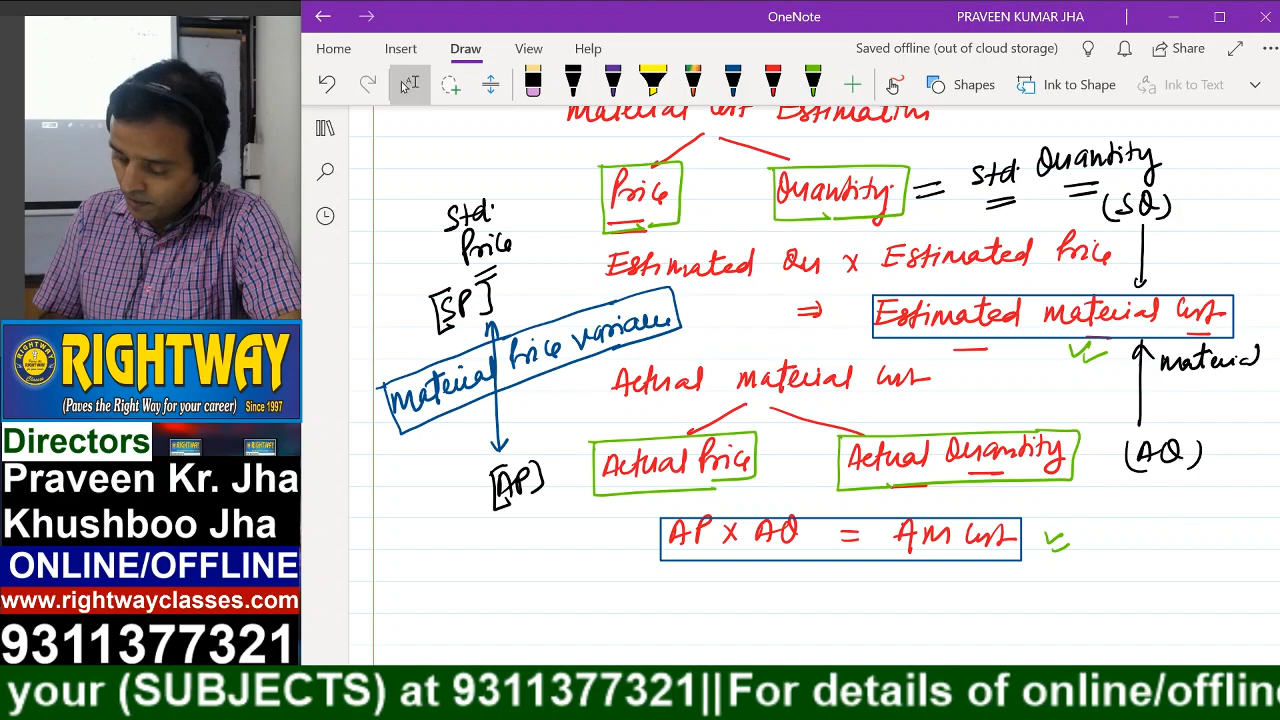 OneNote
PRAVEEN KUMAR JHA
Home Insert Draw View Help
Saved offline (out of cloud storage)
Share
Shapes
Ink to Shape
Ink to Text
Material Cost Estimation
Price
Quantity
= Std. Quantity
(SQ)
Std.
Price
[SP]
Estimated Qu x Estimated Price
⇒ Estimated material Cost
Material Price variance
material
Actual material Cost
Actual Price
Actual Quantity
(AQ)
[AP]
AP x AQ = AM Cost
RIGHTWAY
(Paves the Right Way for your career) Since 1997
Directors
Praveen Kr. Jha
Khushboo Jha
ONLINE/OFFLINE
www.rightwayclasses.com
9311377321
your (SUBJECTS) at 9311377321||For details of online/offline